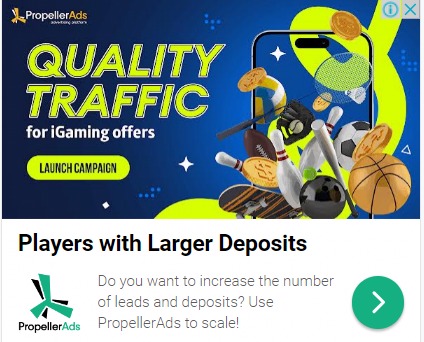 PropellerAds
advertising platform
QUALITY
TRAFFIC
for iGaming offers
LAUNCH CAMPAIGN
Players with Larger Deposits
Do you want to increase the number
of leads and deposits? Use
PropellerAds to scale!
PropellerAds